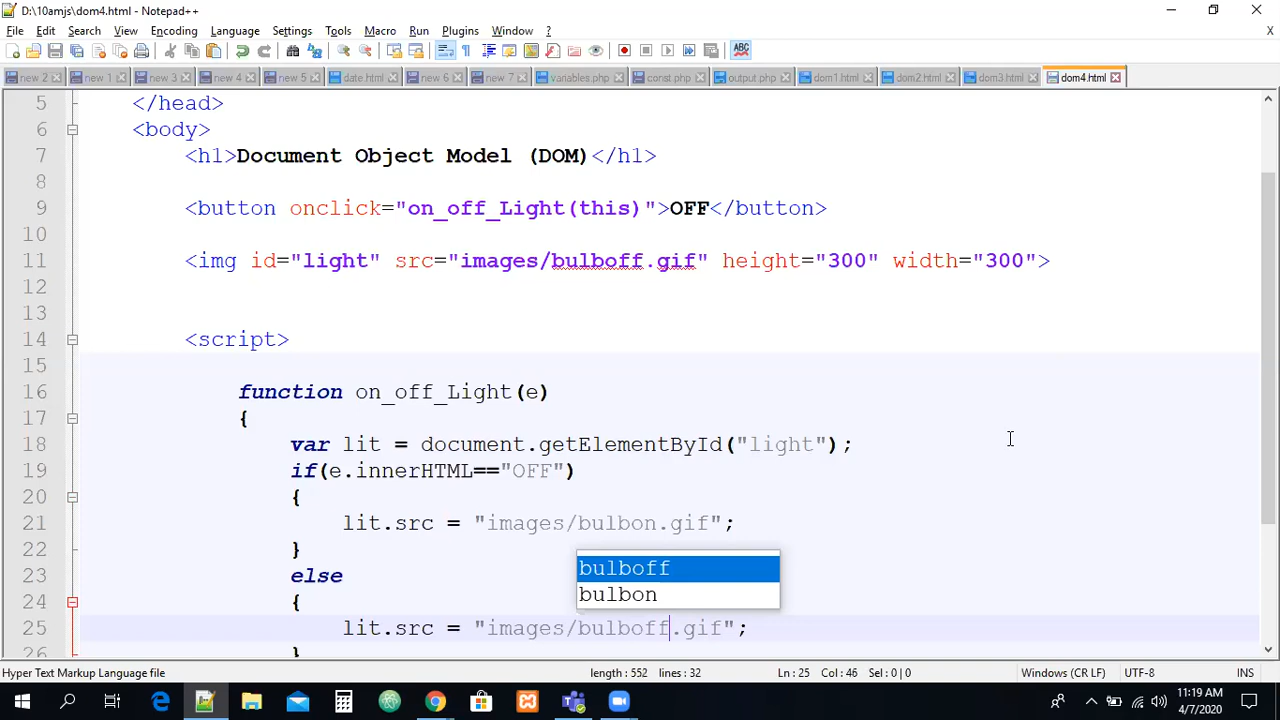 D:\10amjs\dom4.html - Notepad++
File Edit Search View Encoding Language Settings Tools Macro Run Plugins Window ? X
ABC
new 2 new 1 new 3 new 4 new 5 date.html new 6 new 7 variables.php const.php output.php dom1.html dom2.html dom3.html dom4.html
5 </head>
6 <body>
7 <h1>Document Object Model (DOM)</h1>
8
9 <button onclick="on_off_Light(this)">OFF</button>
10
11 <img id="light" src="images/bulboff.gif" height="300" width="300">
12
13
14 <script>
15
16 function on_off_Light(e)
17 {
18 var lit = document.getElementById("light");
19 if(e.innerHTML=="OFF")
20 {
21 lit.src = "images/bulbon.gif";
22 }
bulboff
23 else
bulbon
24 {
25 lit.src = "images/bulboff.gif";
26 }
Hyper Text Markup Language file length : 552 lines : 32 Ln : 25 Col : 46 Sel : 0 | 0 Windows (CR LF) UTF-8 INS
11:19 AM
4/7/2020